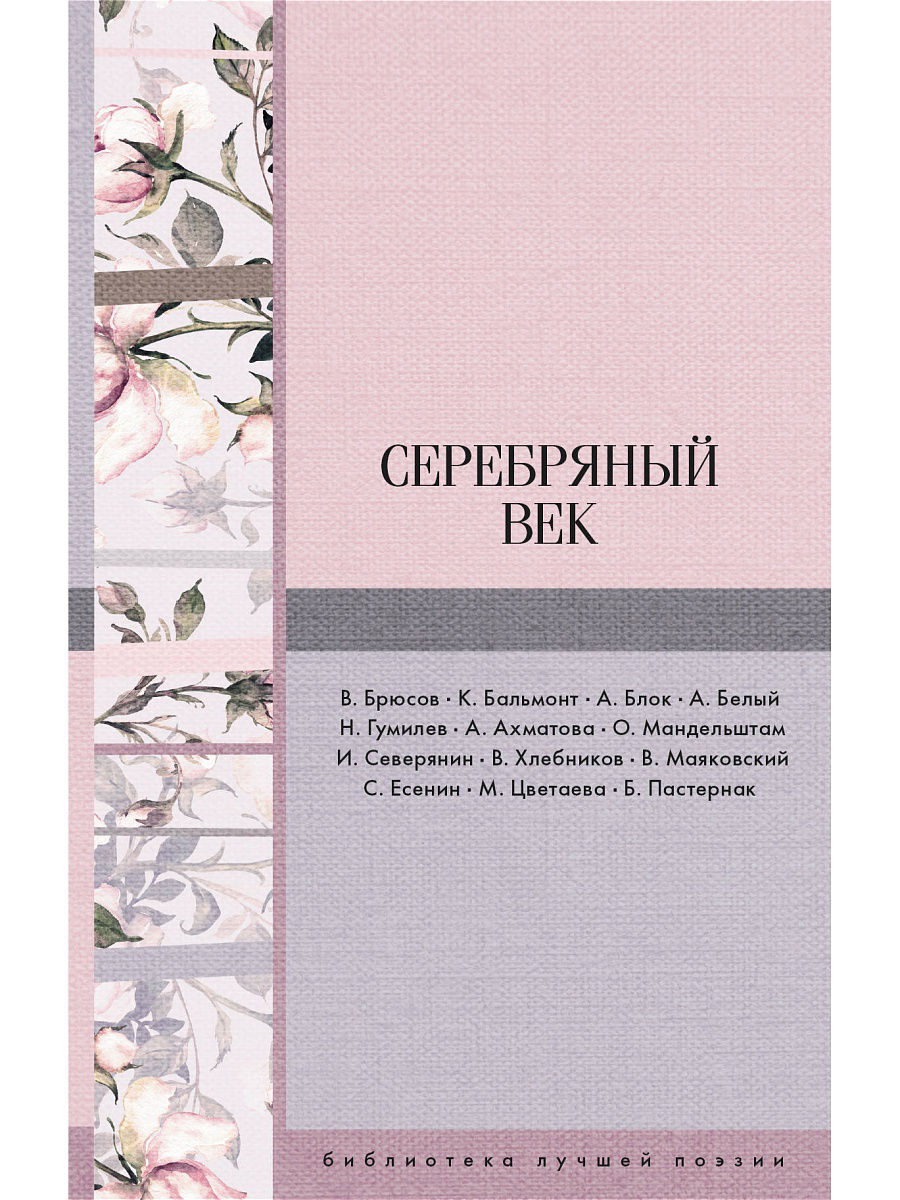 СЕРЕБРЯНЫЙ
ВЕК
В. Брюсов · К. Бальмонт · А. Блок · А. Белый
Н. Гумилев · А. Ахматова · О. Мандельштам
И. Северянин · В. Хлебников · В. Маяковский
С. Есенин · М. Цветаева · Б. Пастернак
библиотека лучшей поэзии